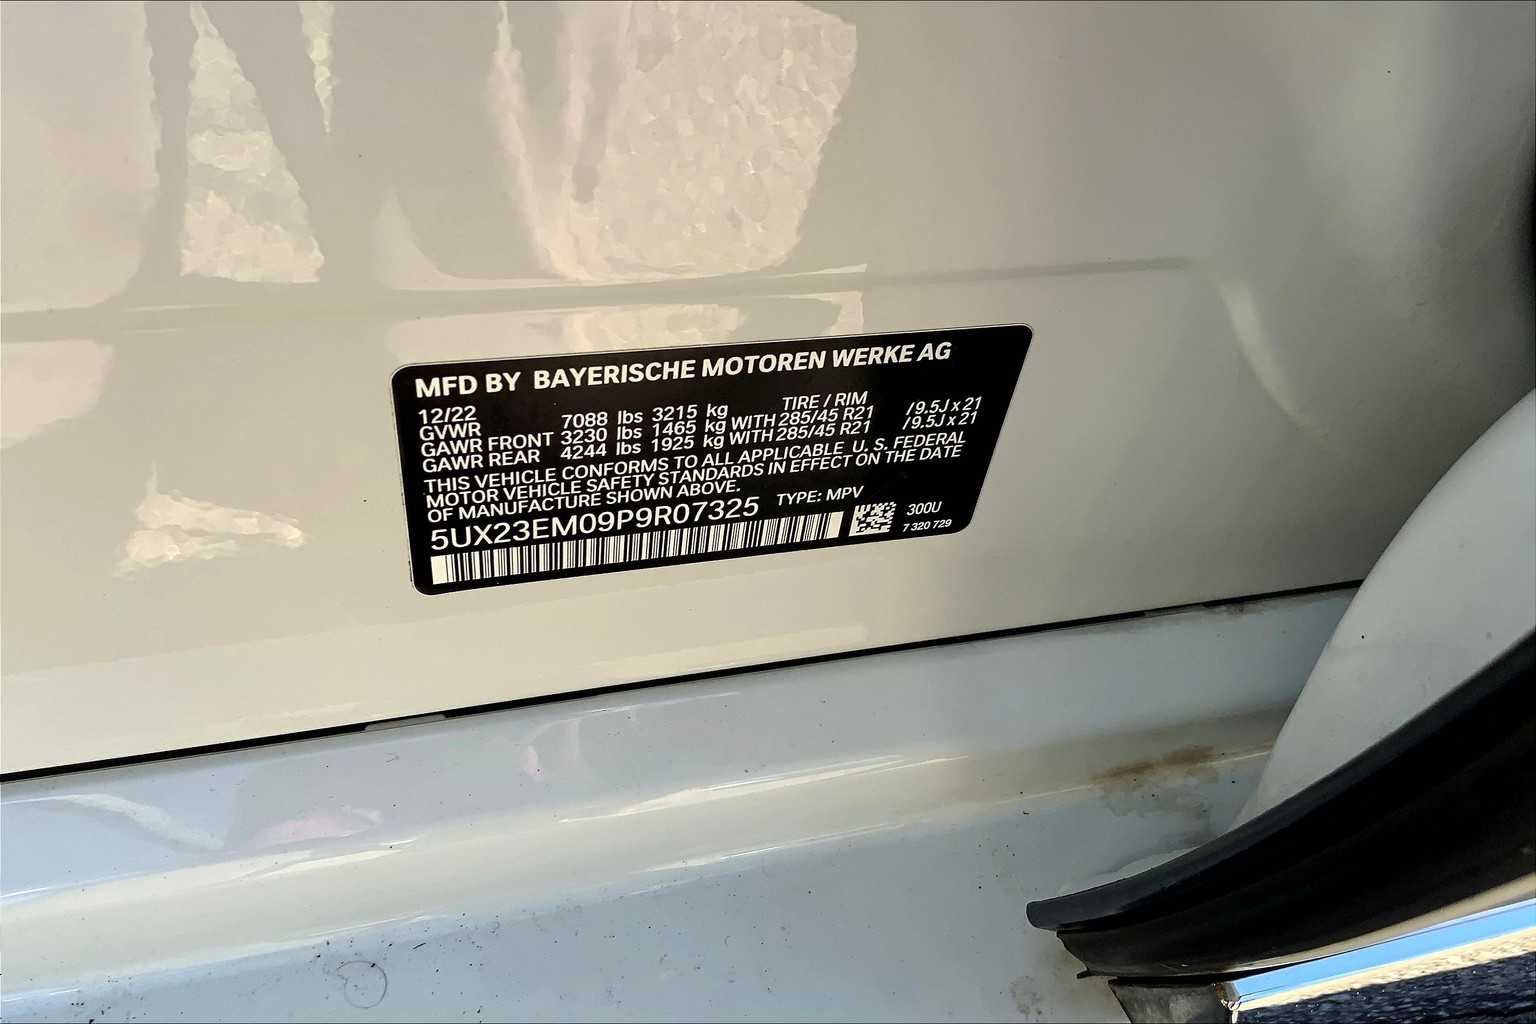 MFD BY BAYERISCHE MOTOREN WERKE AG
12/22 TIRE / RIM
GVWR 7088 lbs 3215 kg
GAWR FRONT 3230 lbs 1465 kg WITH 285/45 R21 /9.5J x 21
GAWR REAR 4244 lbs 1925 kg WITH 285/45 R21 /9.5J x 21
THIS VEHICLE CONFORMS TO ALL APPLICABLE U. S. FEDERAL
MOTOR VEHICLE SAFETY STANDARDS IN EFFECT ON THE DATE
OF MANUFACTURE SHOWN ABOVE.
5UX23EM09P9R07325 TYPE: MPV
300U
7 320 729